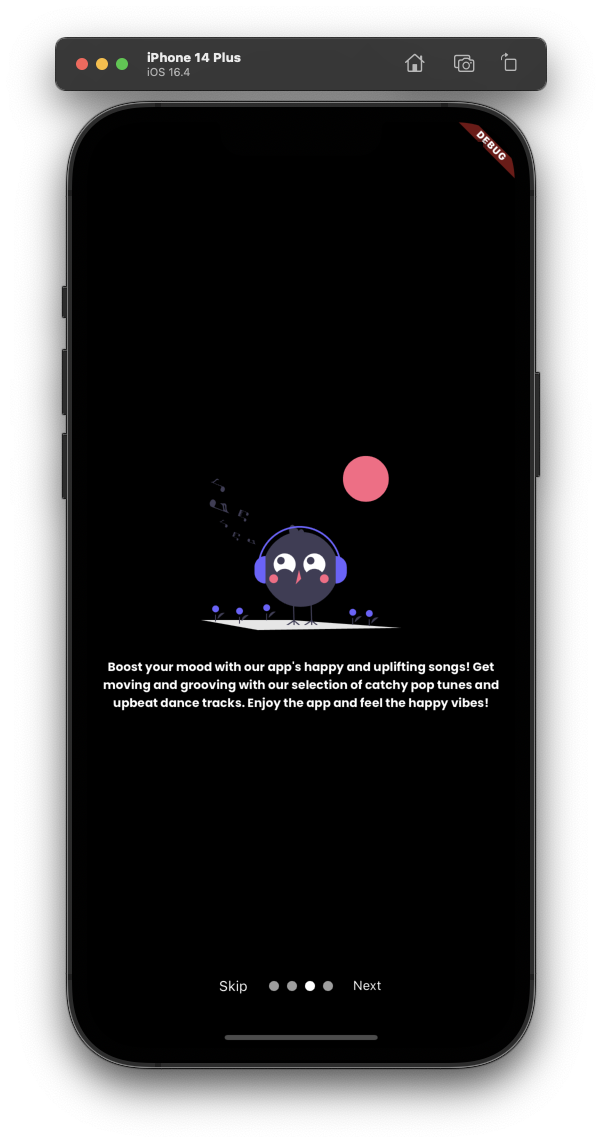 iPhone 14 Plus
iOS 16.4
DEBUG
Boost your mood with our app's happy and uplifting songs! Get
moving and grooving with our selection of catchy pop tunes and
upbeat dance tracks. Enjoy the app and feel the happy vibes!
Skip
Next